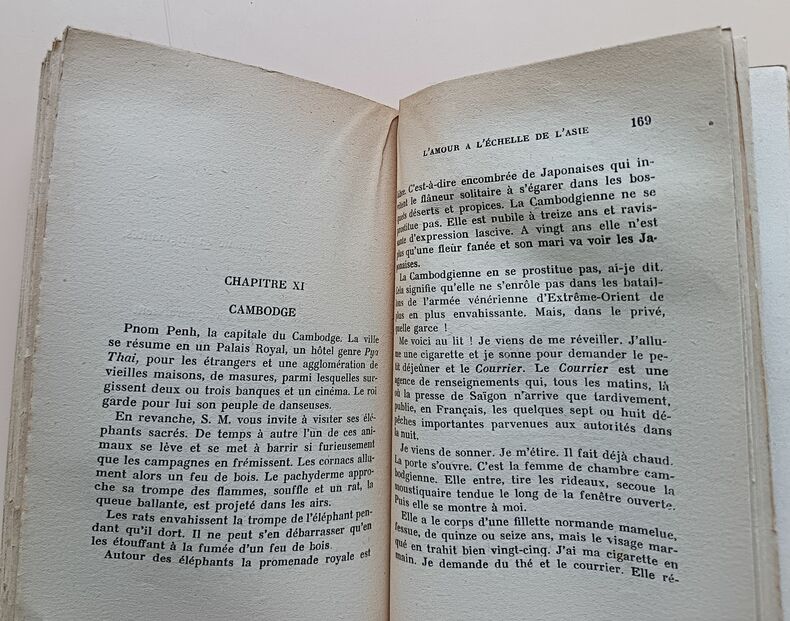 CHAPITRE XI
CAMBODGE
Pnom Penh, la capitale du Cambodge. La ville
se résume en un Palais Royal, un hôtel genre Pya
Thai, pour les étrangers et une agglomération de
vieilles maisons, de masures, parmi lesquelles sur-
gissent deux ou trois banques et un cinéma. Le roi
garde pour lui son peuple de danseuses.
En revanche, S. M. vous invite à visiter ses élé-
phants sacrés. De temps à autre l'un de ces ani-
maux se lève et se met à barrir si furieusement
que les campagnes en frémissent. Les cornacs allu-
ment alors un feu de bois. Le pachyderme appro-
che sa trompe des flammes, souffle et un rat, la
queue ballante, est projeté dans les airs.
Les rats envahissent la trompe de l'éléphant pen-
dant qu'il dort. Il ne peut s'en débarrasser qu'en
les étouffant à la fumée d'un feu de bois.
Autour des éléphants la promenade royale est
L'AMOUR A L'ÉCHELLE DE L'ASIE 169
C'est-à-dire encombrée de Japonaises qui in-
le flâneur solitaire à s'égarer dans les bos-
quets déserts et propices. La Cambodgienne ne se
prostitue pas. Elle est nubile à treize ans et ravis-
sante d'expression lascive. A vingt ans elle n'est
plus qu'une fleur fanée et son mari va voir les Ja-
ponaises.
La Cambodgienne en se prostitue pas, ai-je dit.
Cela signifie qu'elle ne s'enrôle pas dans les batail-
lons de l'armée vénérienne d'Extrême-Orient de
plus en plus envahissante. Mais, dans le privé,
quelle garce !
Me voici au lit ! Je viens de me réveiller. J'allu-
me une cigarette et je sonne pour demander le pe-
tit déjeûner et le Courrier. Le Courrier est une
agence de renseignements qui, tous les matins, là
où la presse de Saïgon n'arrive que tardivement,
publie, en Français, les quelques sept ou huit dé-
pêches importantes parvenues aux autorités dans
la nuit.
Je viens de sonner. Je m'étire. Il fait déjà chaud.
La porte s'ouvre. C'est la femme de chambre cam-
bodgienne. Elle entre, tire les rideaux, secoue la
moustiquaire tendue le long de la fenêtre ouverte.
Puis elle se montre à moi.
Elle a le corps d'une fillette normande mamelue,
fessue, de quinze ou seize ans, mais le visage mar-
qué en trahit bien vingt-cinq. J'ai ma cigarette en
main. Je demande du thé et le courrier. Elle ré-